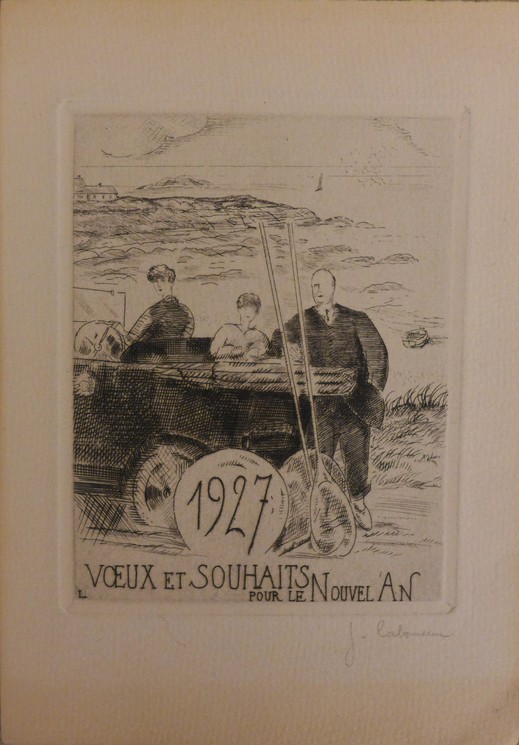 1927
VŒUX ET SOUHAITS
POUR LE NOUVEL AN
L
J.